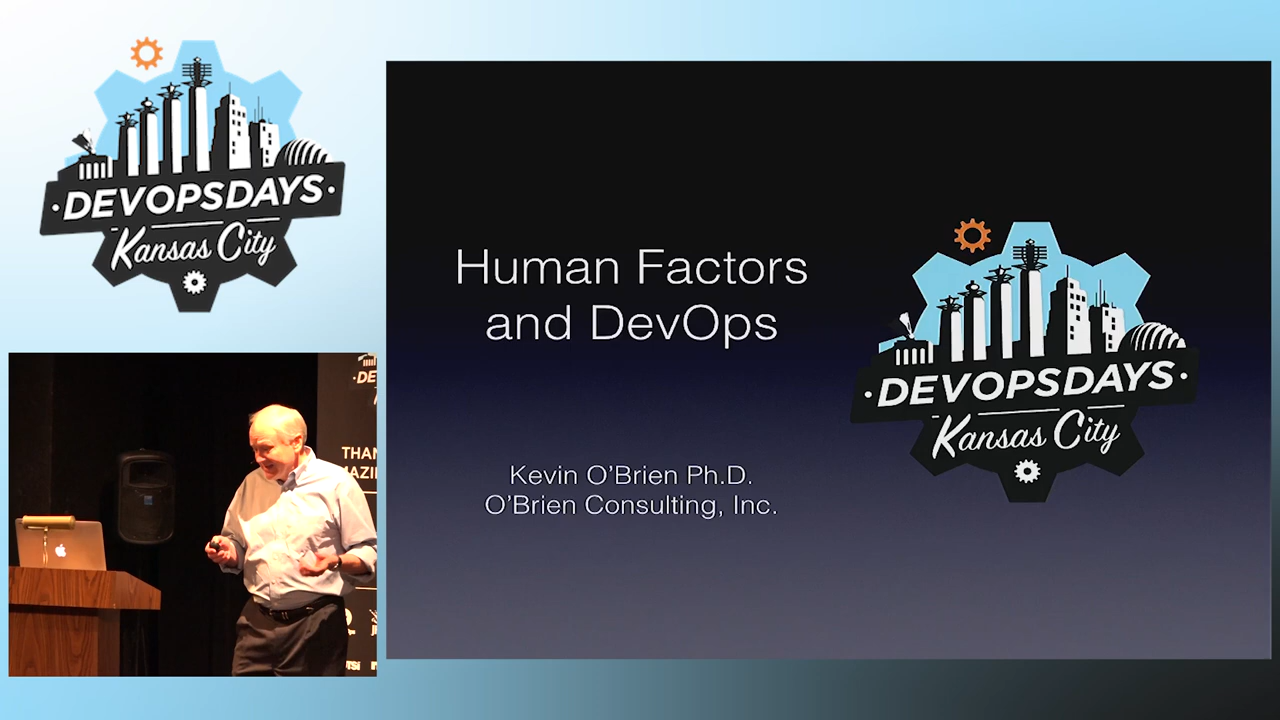 ·DEVOPSDAYS·
Kansas City
Human Factors
and DevOps
Kevin O'Brien Ph.D.
O'Brien Consulting, Inc.
·DEVOPSDAYS·
Kansas City